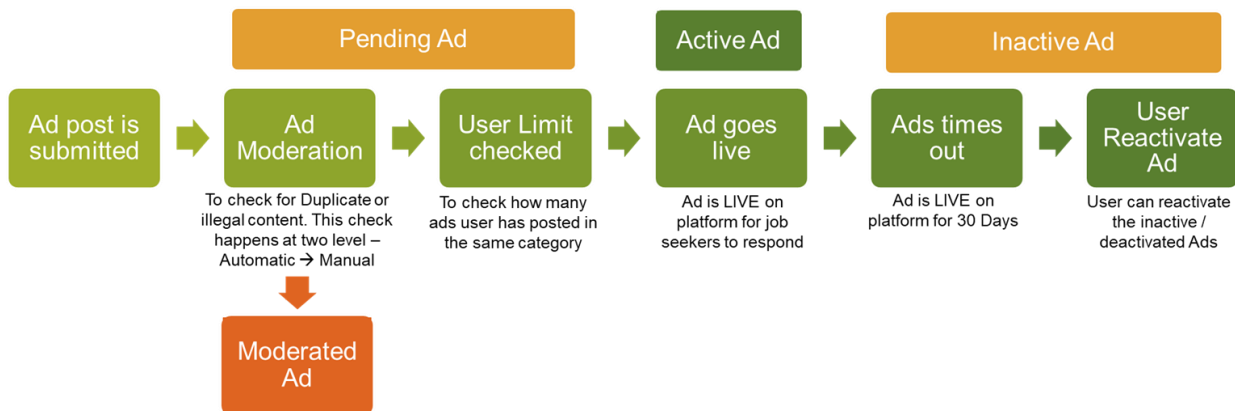 Pending Ad
Active Ad
Inactive Ad
Ad post is
submitted
Ad
Moderation
User Limit
checked
Ad goes
live
Ads times
out
User
Reactivate
Ad
To check for Duplicate or
illegal content. This check
happens at two level –
Automatic → Manual
To check how many
ads user has posted in
the same category
Ad is LIVE on
platform for job
seekers to respond
Ad is LIVE on
platform for 30 Days
User can reactivate
the inactive /
deactivated Ads
Moderated
Ad